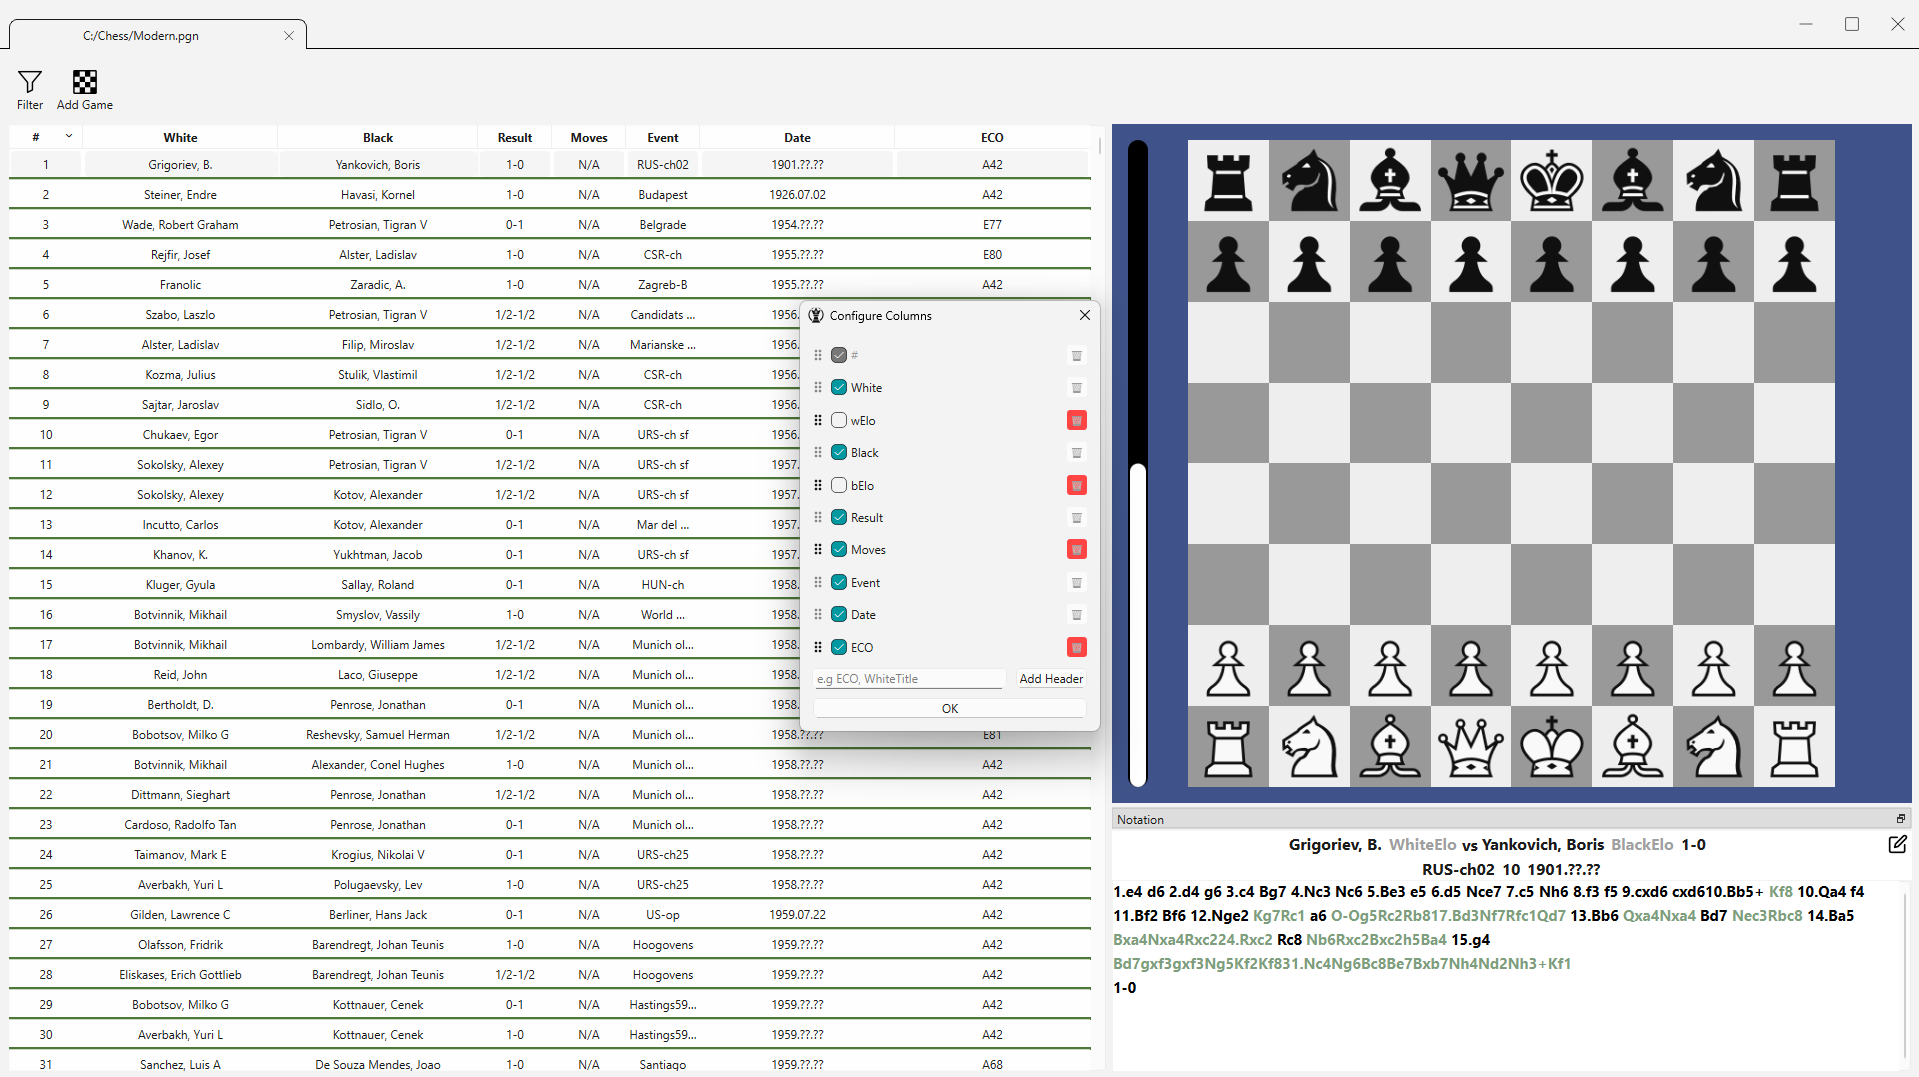 C:/Chess/Modern.pgn
Filter
Add Game
# White Black Result Moves Event Date ECO
1 Grigoriev, B. Yankovich, Boris 1-0 N/A RUS-ch02 1901.??.?? A42
2 Steiner, Endre Havasi, Kornel 1-0 N/A Budapest 1926.07.02 A42
3 Wade, Robert Graham Petrosian, Tigran V 0-1 N/A Belgrade 1954.??.?? E77
4 Rejfir, Josef Alster, Ladislav 1-0 N/A CSR-ch 1955.??.?? E80
5 Franolic Zaradic, A. 1-0 N/A Zagreb-B 1955.??.?? A42
6 Szabo, Laszlo Petrosian, Tigran V 1/2-1/2 N/A Candidats ... 1956.
7 Alster, Ladislav Filip, Miroslav 1/2-1/2 N/A Marianske ... 1956.
8 Kozma, Julius Stulik, Vlastimil 1/2-1/2 N/A CSR-ch 1956.
9 Sajtar, Jaroslav Sidlo, O. 1/2-1/2 N/A CSR-ch 1956.
10 Chukaev, Egor Petrosian, Tigran V 0-1 N/A URS-ch sf 1956.
11 Sokolsky, Alexey Petrosian, Tigran V 1/2-1/2 N/A URS-ch sf 1957.
12 Sokolsky, Alexey Kotov, Alexander 1/2-1/2 N/A URS-ch sf 1957.
13 Incutto, Carlos Kotov, Alexander 0-1 N/A Mar del ... 1957.
14 Khanov, K. Yukhtman, Jacob 0-1 N/A URS-ch sf 1957.
15 Kluger, Gyula Sallay, Roland 0-1 N/A HUN-ch 1958.
16 Botvinnik, Mikhail Smyslov, Vassily 1-0 N/A World ... 1958.
17 Botvinnik, Mikhail Lombardy, William James 1/2-1/2 N/A Munich ol... 1958.
18 Reid, John Laco, Giuseppe 1/2-1/2 N/A Munich ol... 1958.
19 Bertholdt, D. Penrose, Jonathan 0-1 N/A Munich ol... 1958.
20 Bobotsov, Milko G Reshevsky, Samuel Herman 1/2-1/2 N/A Munich ol... 1958.??.?? E81
21 Botvinnik, Mikhail Alexander, Conel Hughes 1-0 N/A Munich ol... 1958.??.?? A42
22 Dittmann, Sieghart Penrose, Jonathan 1/2-1/2 N/A Munich ol... 1958.??.?? A42
23 Cardoso, Radolfo Tan Penrose, Jonathan 0-1 N/A Munich ol... 1958.??.?? A42
24 Taimanov, Mark E Krogius, Nikolai V 0-1 N/A URS-ch25 1958.??.?? A42
25 Averbakh, Yuri L Polugaevsky, Lev 1-0 N/A URS-ch25 1958.??.?? A42
26 Gilden, Lawrence C Berliner, Hans Jack 0-1 N/A US-op 1959.07.22 A42
27 Olafsson, Fridrik Barendregt, Johan Teunis 1-0 N/A Hoogovens 1959.??.?? A42
28 Eliskases, Erich Gottlieb Barendregt, Johan Teunis 1/2-1/2 N/A Hoogovens 1959.??.?? A42
29 Bobotsov, Milko G Kottnauer, Cenek 0-1 N/A Hastings59... 1959.??.?? A42
30 Averbakh, Yuri L Kottnauer, Cenek 1-0 N/A Hastings59... 1959.??.?? A42
31 Sanchez, Luis A De Souza Mendes, Joao 1-0 N/A Santiago 1959.??.?? A68
Configure Columns
#
White
wElo
Black
bElo
Result
Moves
Event
Date
ECO
e.g ECO, WhiteTitle Add Header
OK
Notation
Grigoriev, B. WhiteElo vs Yankovich, Boris BlackElo 1-0
RUS-ch02 10 1901.??.??
1.e4 d6 2.d4 g6 3.c4 Bg7 4.Nc3 Nc6 5.Be3 e5 6.d5 Nce7 7.c5 Nh6 8.f3 f5 9.cxd6 cxd610.Bb5+ Kf8 10.Qa4 f4
11.Bf2 Bf6 12.Nge2 Kg7Rc1 a6 O-Og5Rc2Rb817.Bd3Nf7Rfc1Qd7 13.Bb6 Qxa4Nxa4 Bd7 Nec3Rbc8 14.Ba5
Bxa4Nxa4Rxc224.Rxc2 Rc8 Nb6Rxc2Bxc2h5Ba4 15.g4
Bd7gxf3gxf3Ng5Kf2Kf831.Nc4Ng6Bc8Be7Bxb7Nh4Nd2Nh3+Kf1
1-0